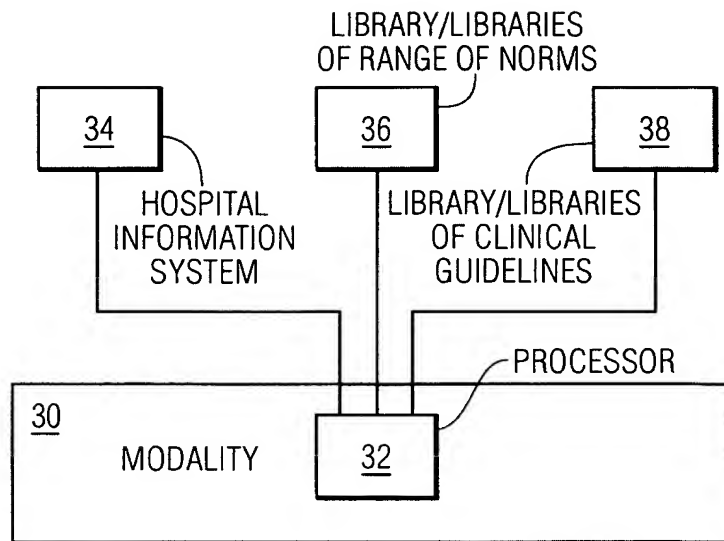 LIBRARY/LIBRARIES
OF RANGE OF NORMS
34
36
38
HOSPITAL
INFORMATION
SYSTEM
LIBRARY/LIBRARIES
OF CLINICAL
GUIDELINES
PROCESSOR
30
MODALITY
32